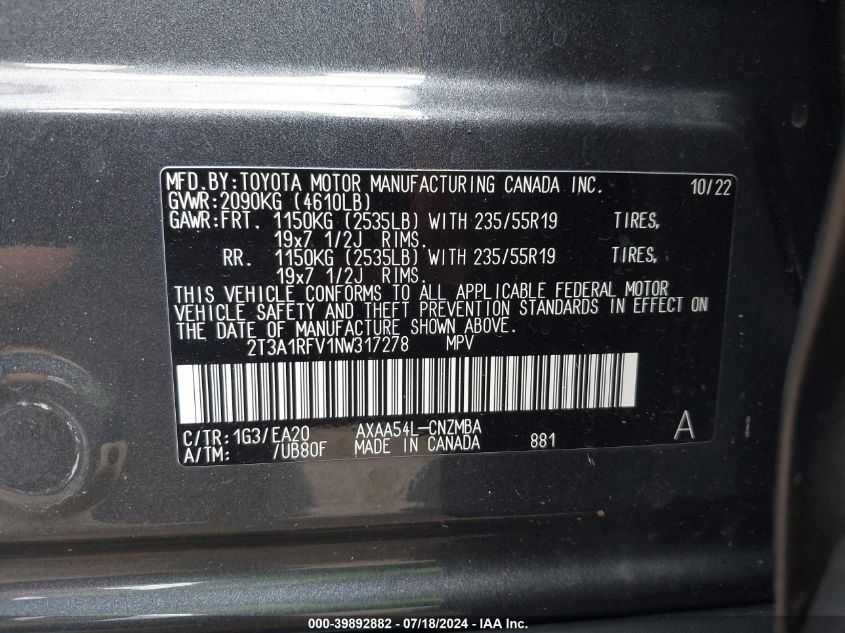 MFD.BY:TOYOTA MOTOR MANUFACTURING CANADA INC. 10/22
GVWR:2090KG (4610LB)
GAWR:FRT. 1150KG (2535LB) WITH 235/55R19 TIRES,
19x7 1/2J RIMS.
RR. 1150KG (2535LB) WITH 235/55R19 TIRES,
19x7 1/2J RIMS.
THIS VEHICLE CONFORMS TO ALL APPLICABLE FEDERAL MOTOR
VEHICLE SAFETY AND THEFT PREVENTION STANDARDS IN EFFECT ON
THE DATE OF MANUFACTURE SHOWN ABOVE.
2T3A1RFV1NW317278 MPV
C/TR:1G3/EA20 AXAA54L-CNZMBA A
A/TM: /UB80F MADE IN CANADA 881
000-39892882 - 07/18/2024 - IAA Inc.